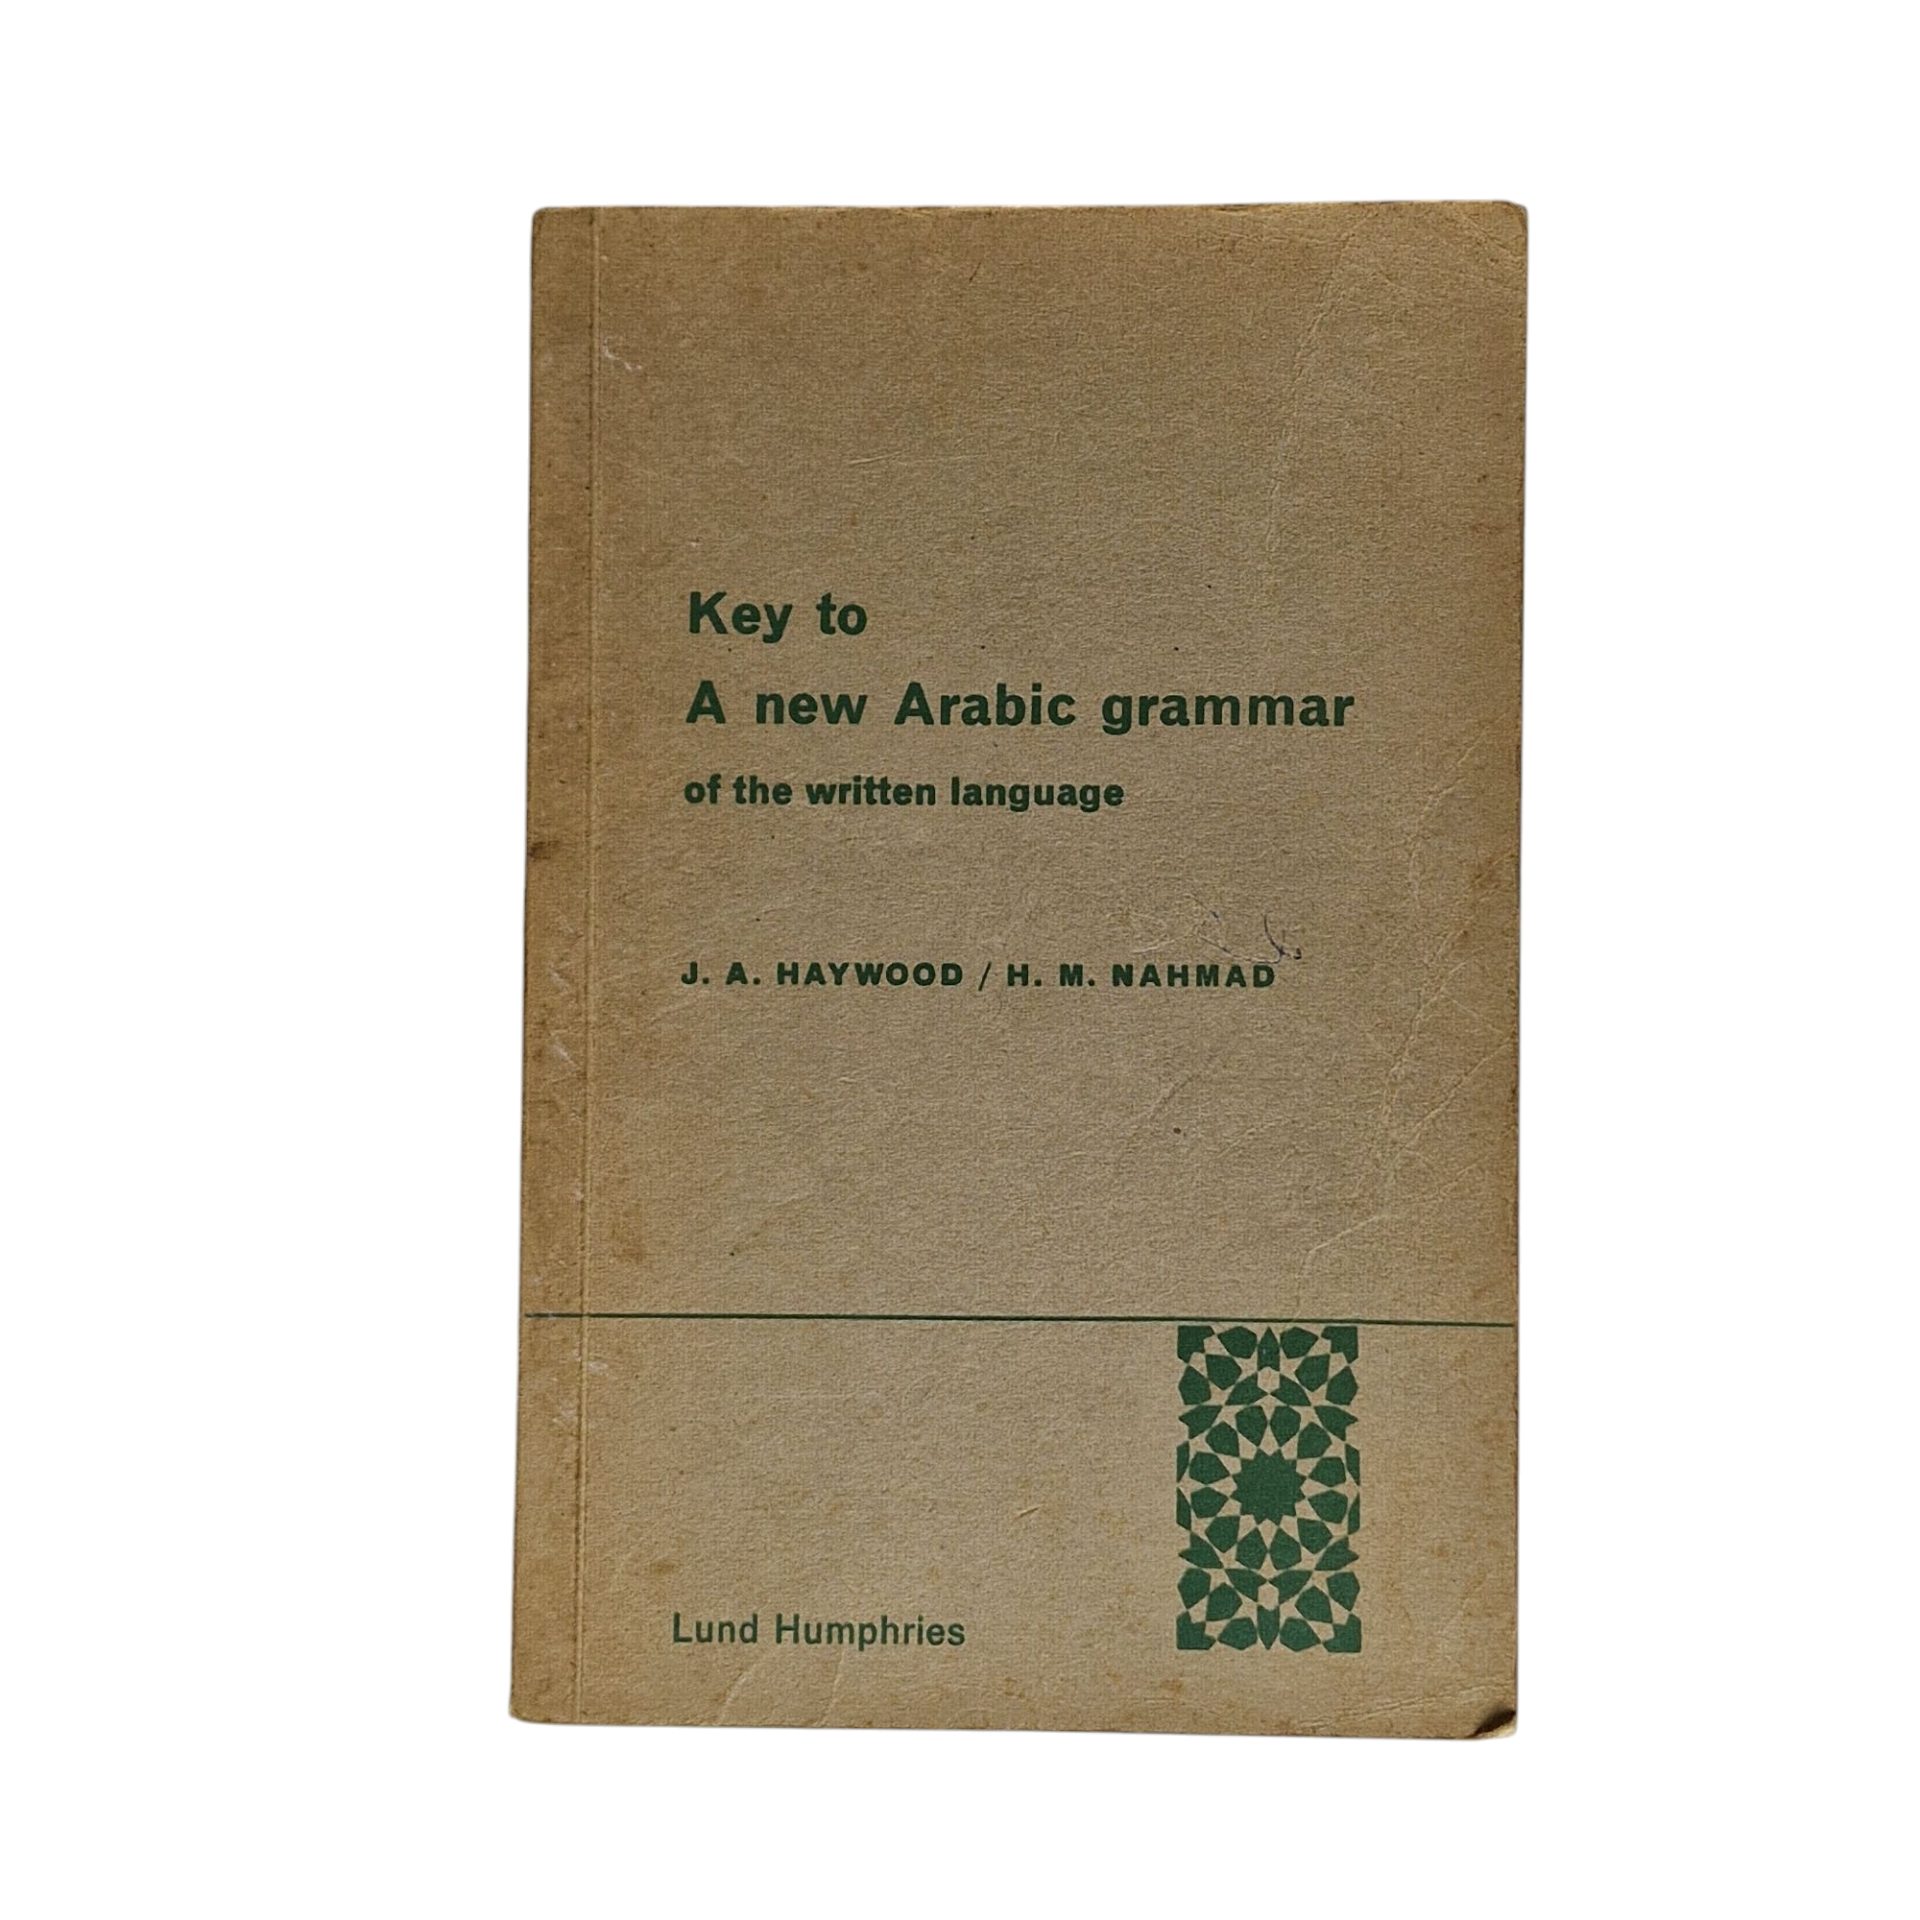 Key to
A new Arabic grammar
of the written language
J. A. HAYWOOD / H. M. NAHMAD
Lund Humphries